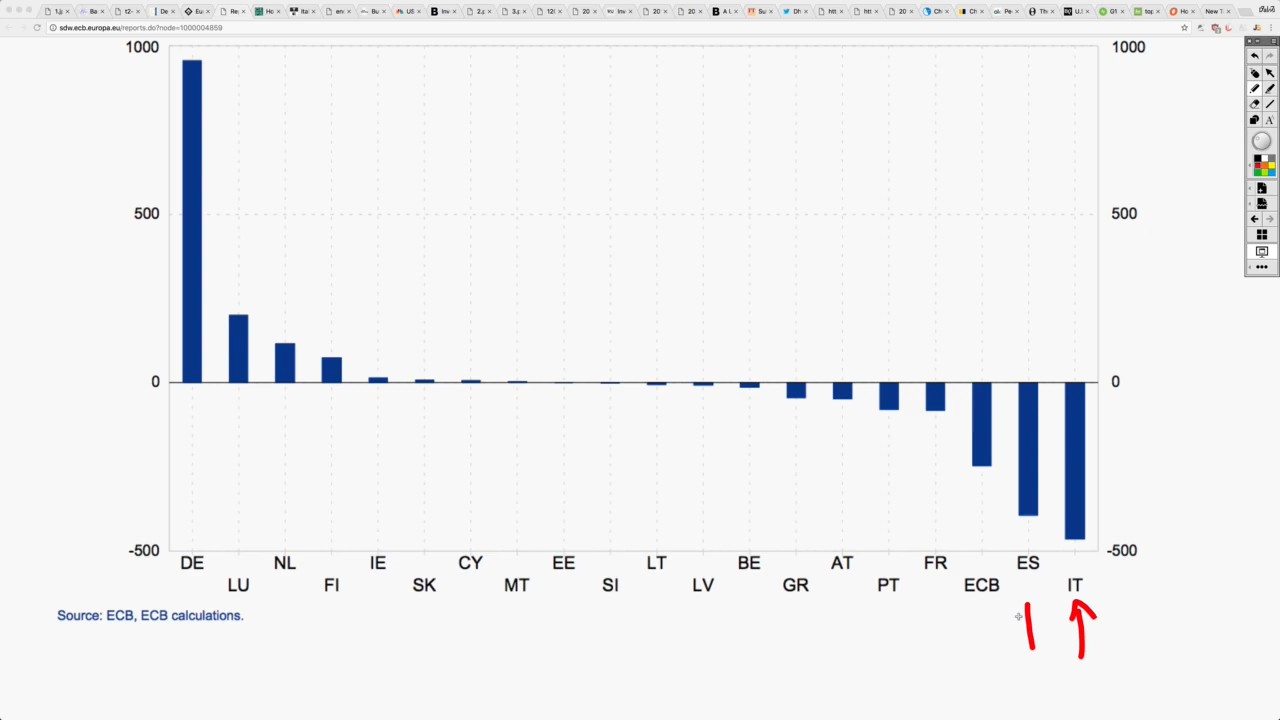 sdw.ecb.europa.eu/reports.do?node=1000004859
1000 1000
500 500
0 0
-500 -500
DE NL IE CY EE LT BE AT FR ES
LU FI SK MT SI LV GR PT ECB IT
Source: ECB, ECB calculations.